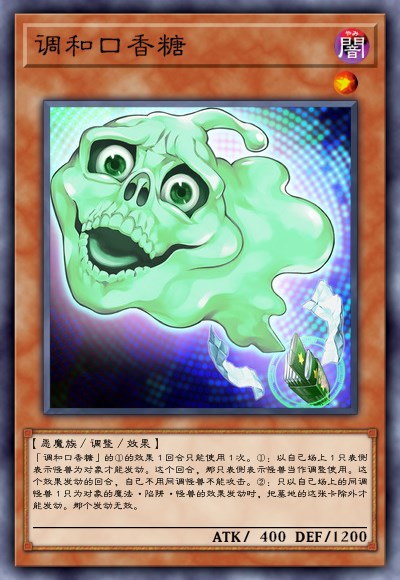 调和口香糖
やみ
闇
【恶魔族/调整/效果】
「调和口香糖」的①的效果1回合只能使用1次。①:以自己场上1只表侧
表示怪兽为对象才能发动。这个回合,那只表侧表示怪兽当作调整使用。这
个效果发动的回合,自己不用同调怪兽不能攻击。②:只以自己场上的同调
怪兽1只为对象的魔法·陷阱·怪兽的效果发动时,把墓地的这张卡除外才
能发动。那个发动无效。
ATK/ 400 DEF/1200